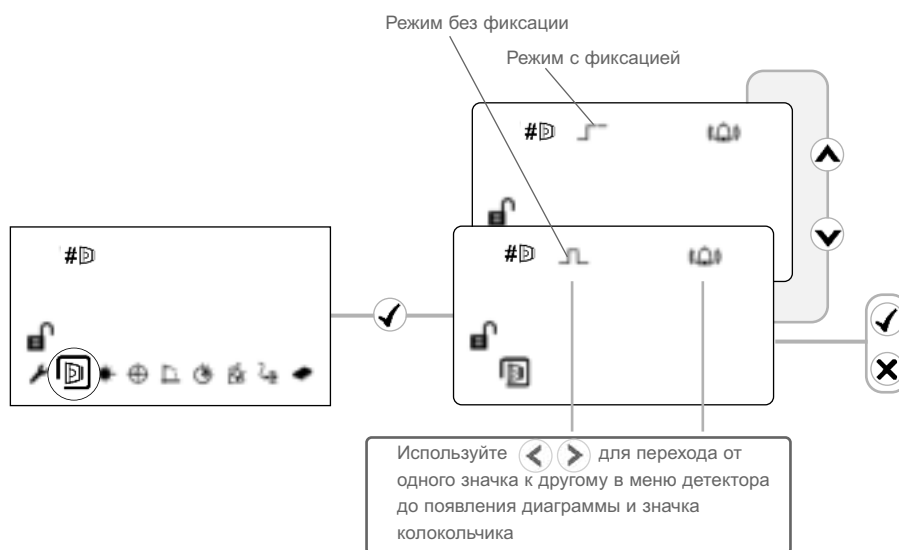 Режим без фиксации
Режим с фиксацией
#
#
#
Используйте для перехода от
одного значка к другому в меню детектора
до появления диаграммы и значка
колокольчика